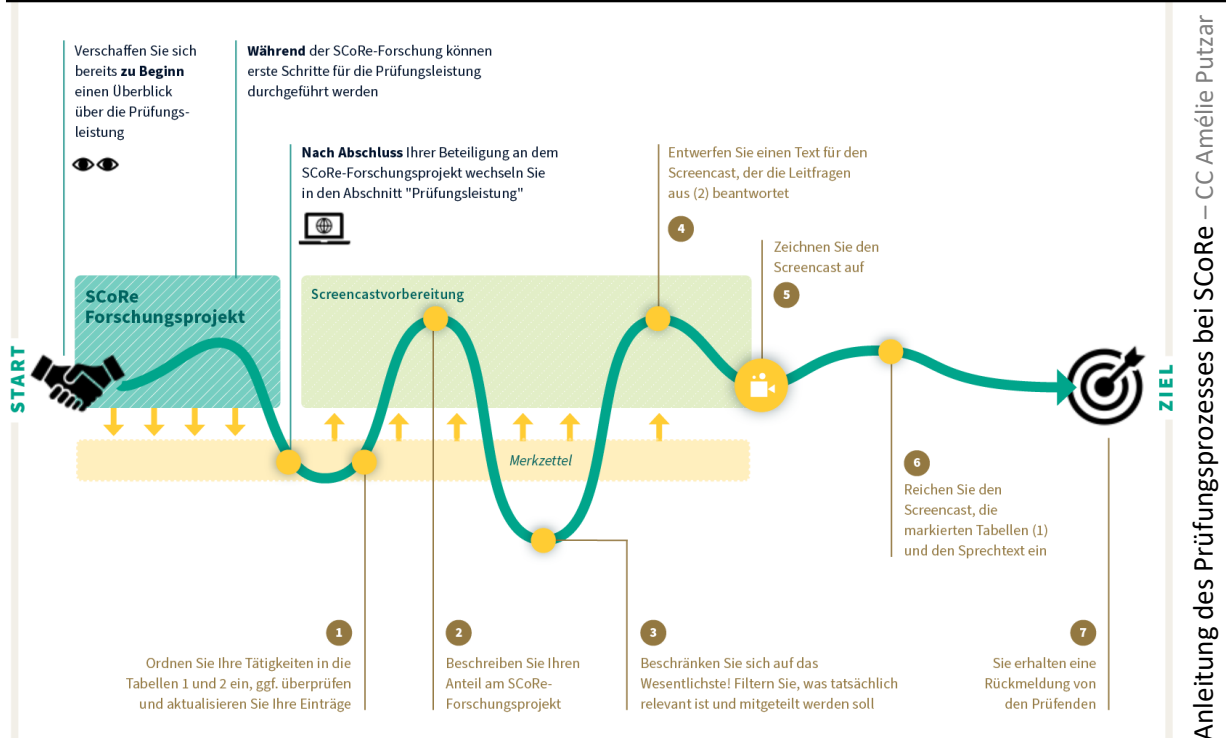 Verschaffen Sie sich
bereits zu Beginn
einen Überblick
über die Prüfungs-
leistung
Während der SCoRe-Forschung können
erste Schritte für die Prüfungsleistung
durchgeführt werden
Nach Abschluss Ihrer Beteiligung an dem
SCoRe-Forschungsprojekt wechseln Sie
in den Abschnitt "Prüfungsleistung"
Entwerfen Sie einen Text für den
Screencast, der die Leitfragen
aus (2) beantwortet
4
Zeichnen Sie den
Screencast auf
5
SCoRe
Forschungsprojekt
Screencastvorbereitung
START
ZIEL
Merkzettel
6
Reichen Sie den
Screencast, die
markierten Tabellen (1)
und den Sprechtext ein
1
Ordnen Sie Ihre Tätigkeiten in die
Tabellen 1 und 2 ein, ggf. überprüfen
und aktualisieren Sie Ihre Einträge
2
Beschreiben Sie Ihren
Anteil am SCoRe-
Forschungsprojekt
3
Beschränken Sie sich auf das
Wesentlichste! Filtern Sie, was tatsächlich
relevant ist und mitgeteilt werden soll
7
Sie erhalten eine
Rückmeldung von
den Prüfenden
Anleitung des Prüfungsprozesses bei SCoRe – CC Amélie Putzar